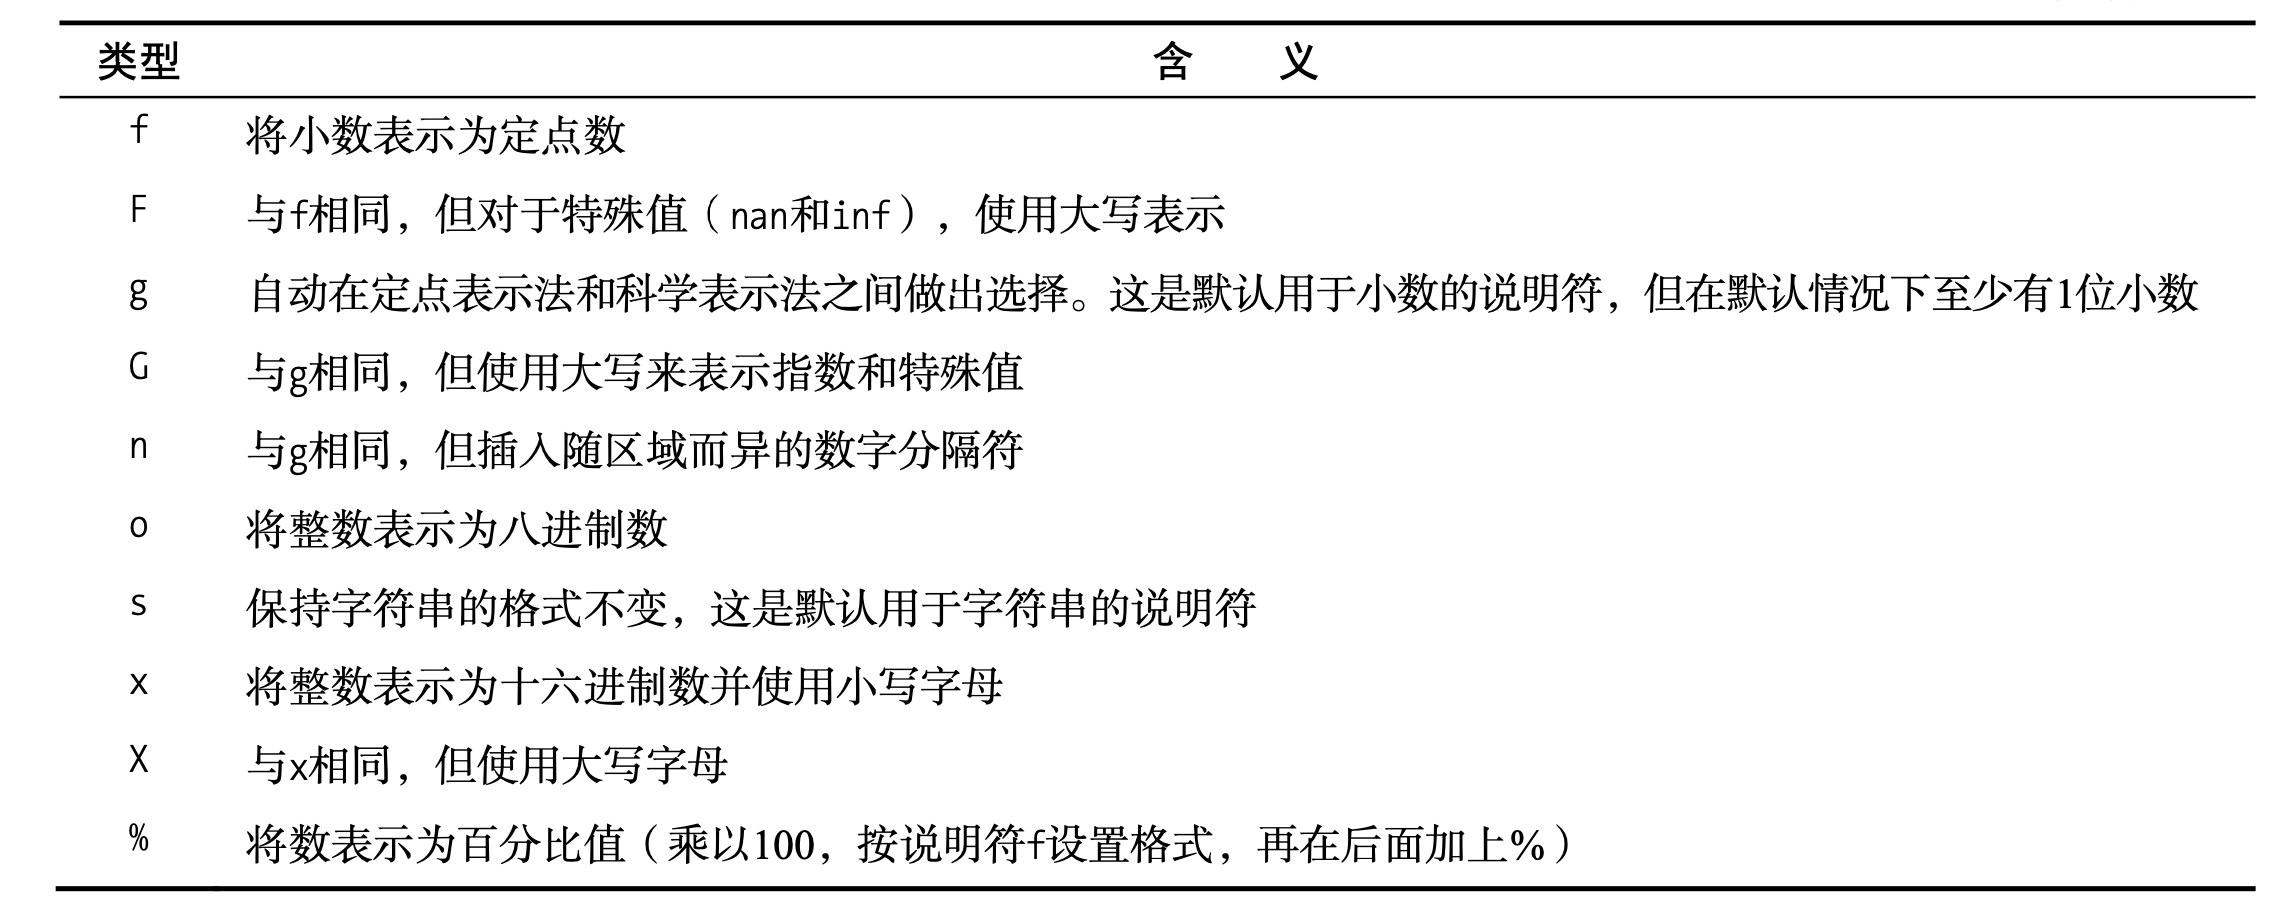 类型 含 义
f 将小数表示为定点数
F 与f相同，但对于特殊值（nan和inf），使用大写表示
g 自动在定点表示法和科学表示法之间做出选择。这是默认用于小数的说明符，但在默认情况下至少有1位小数
G 与g相同，但使用大写来表示指数和特殊值
n 与g相同，但插入随区域而异的数字分隔符
o 将整数表示为八进制数
s 保持字符串的格式不变，这是默认用于字符串的说明符
x 将整数表示为十六进制数并使用小写字母
X 与x相同，但使用大写字母
% 将数表示为百分比值（乘以100，按说明符f设置格式，再在后面加上%）